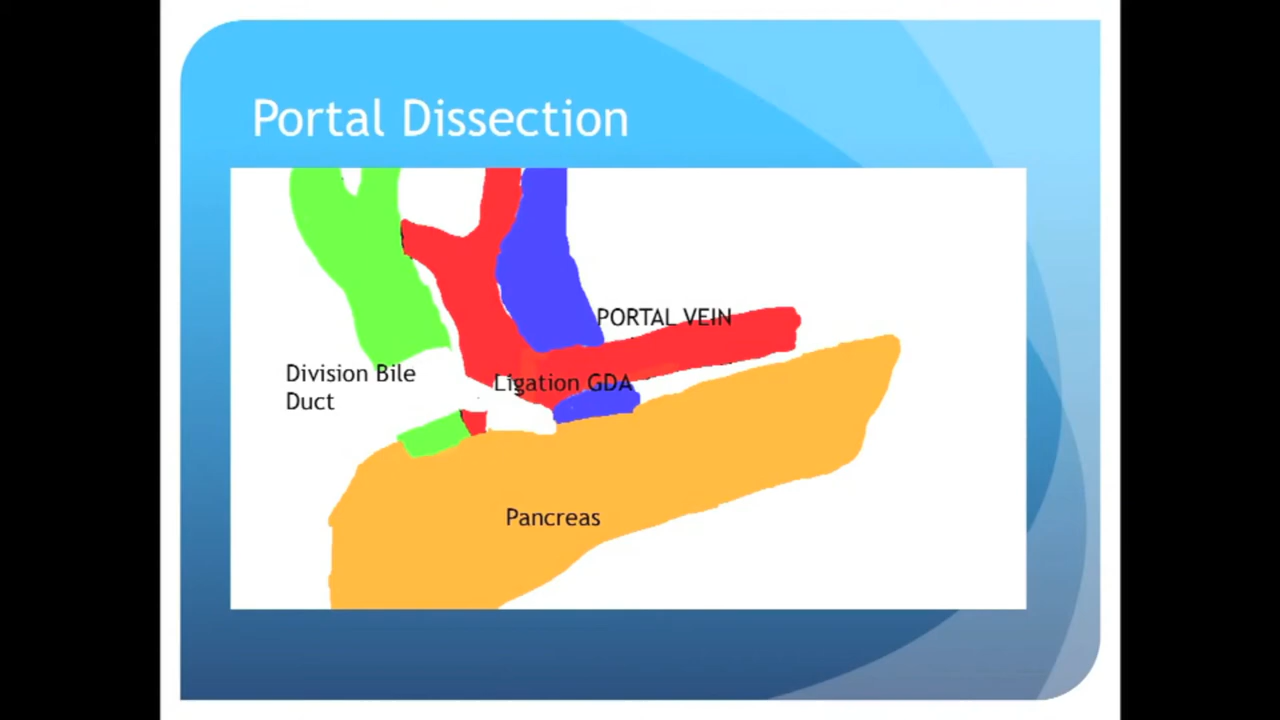 Portal Dissection
PORTAL VEIN
Division Bile
Duct
Ligation GDA
Pancreas